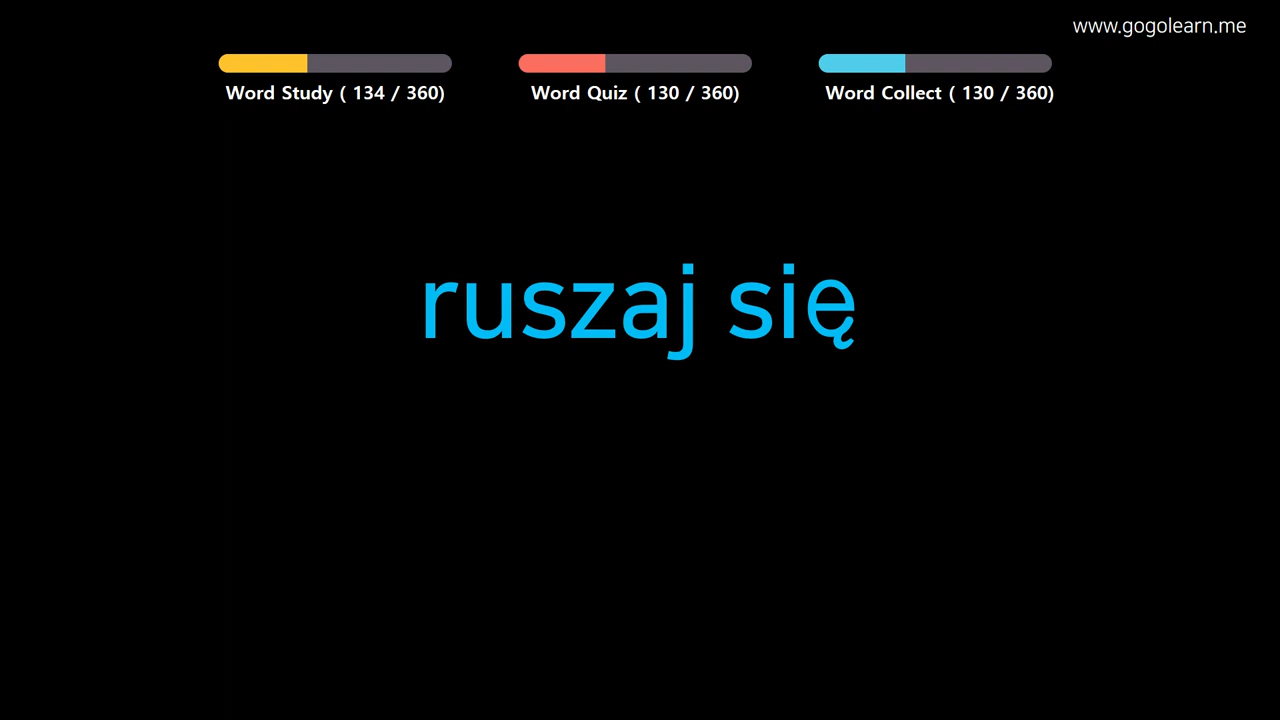 www.gogolearn.me
Word Study ( 134 / 360)
Word Quiz ( 130 / 360)
Word Collect ( 130 / 360)
ruszaj się